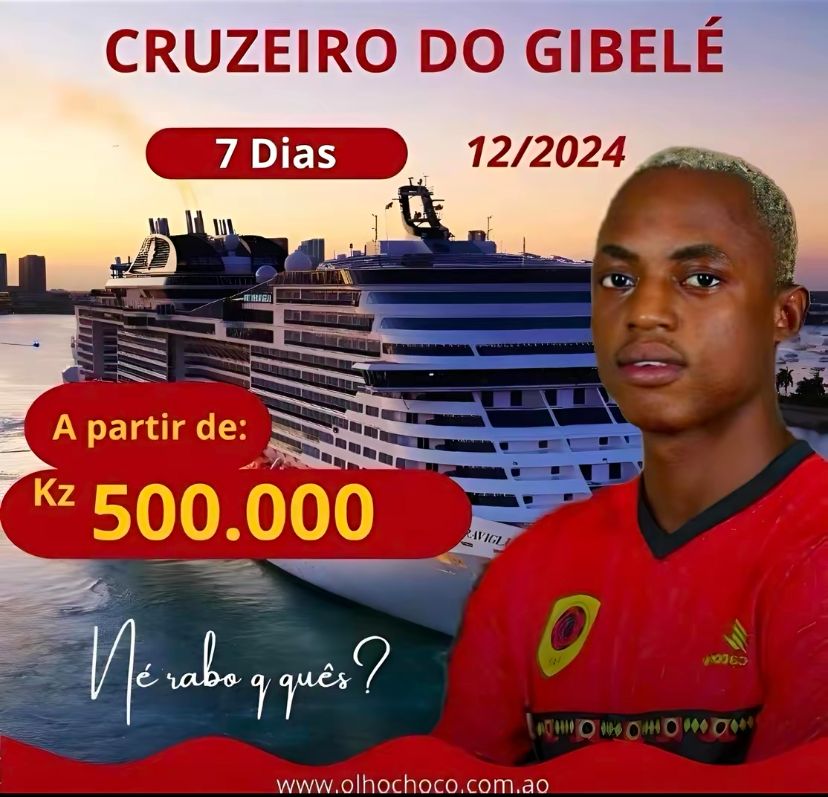 CRUZEIRO DO GIBELÉ
7 Dias
12/2024
A partir de:
Kz 500.000
Né rabo q quês?
www.olhochoco.com.ao